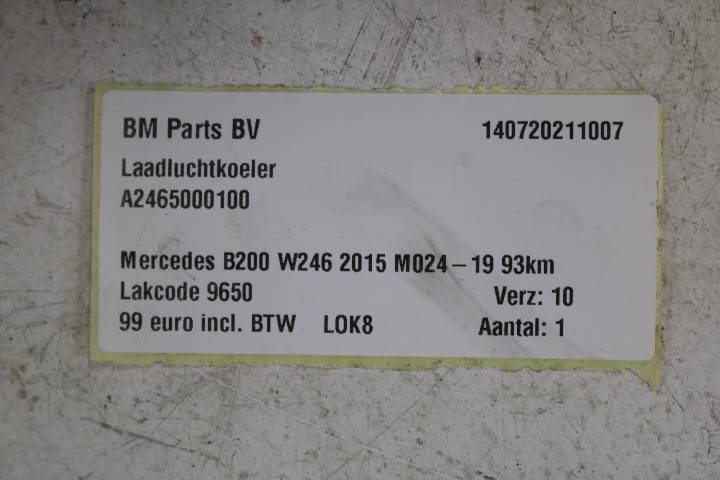 BM Parts BV 140720211007
Laadluchtkoeler
A2465000100
Mercedes B200 W246 2015 M024–19 93km
Lakcode 9650 Verz: 10
99 euro incl. BTW LOK8 Aantal: 1